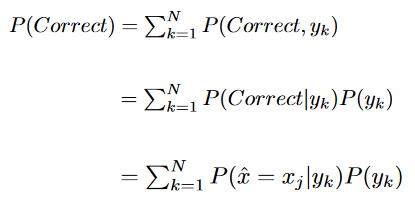 P(Correct) = ∑_{k=1}^{N} P(Correct, y_k)
= ∑_{k=1}^{N} P(Correct|y_k)P(y_k)
= ∑_{k=1}^{N} P(x̂ = x_j|y_k)P(y_k)